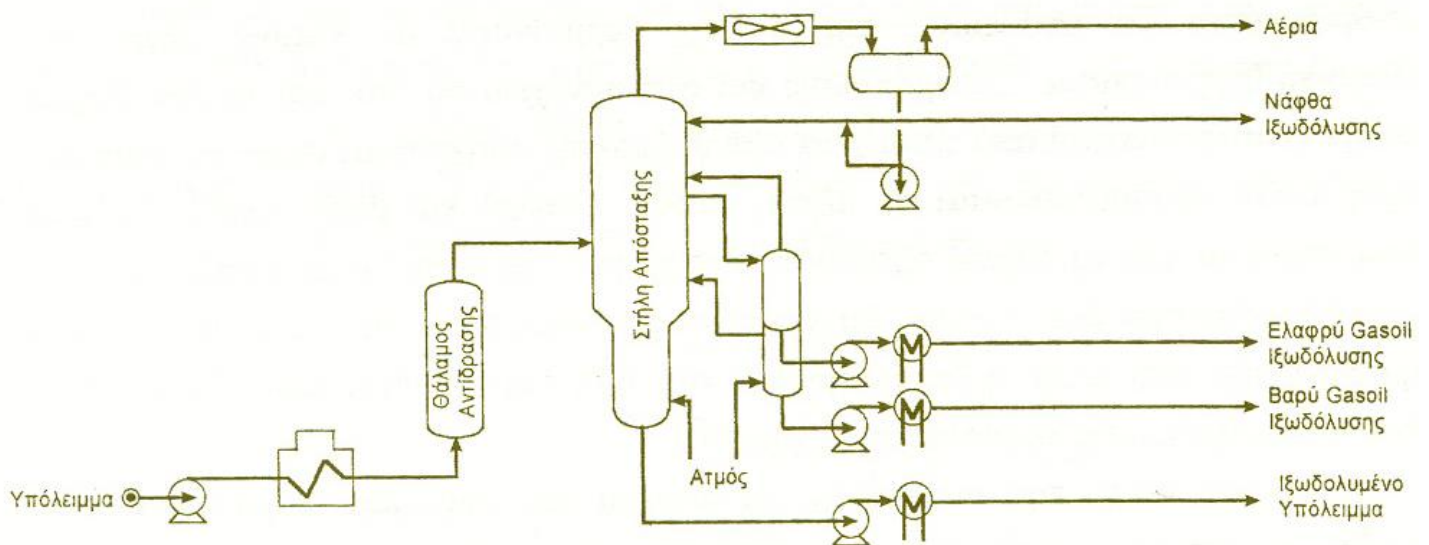 Αέρια
Νάφθα
Ιξωδόλυσης
Στήλη Απόσταξης
Θάλαμος
Αντίδρασης
Ελαφρύ Gasoil
Ιξωδόλυσης
Βαρύ Gasoil
Ιξωδόλυσης
Ατμός
Υπόλειμμα
Ιξωδολυμένο
Υπόλειμμα